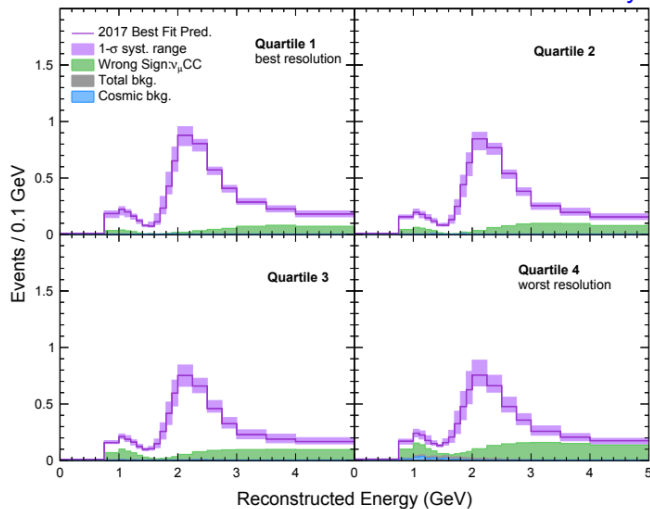 2017 Best Fit Pred.
1-σ syst. range
Wrong Sign:νμCC
Total bkg.
Cosmic bkg.
Quartile 1
best resolution
Quartile 2
Quartile 3
Quartile 4
worst resolution
Events / 0.1 GeV
0
0.5
1
1.5
0
0.5
1
1.5
0 1 2 3 4 5
0 1 2 3 4 5
Reconstructed Energy (GeV)